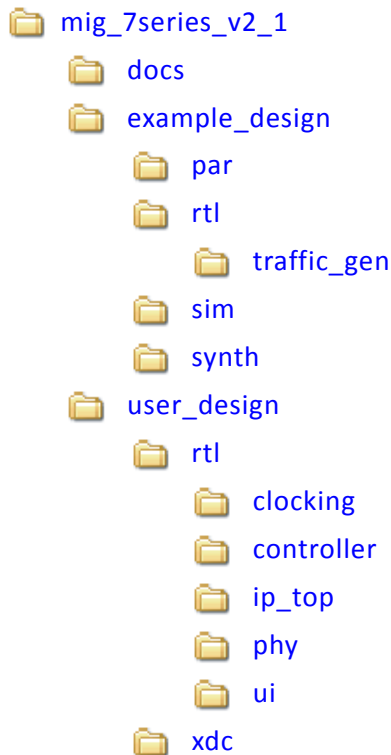 mig_7series_v2_1
docs
example_design
par
rtl
traffic_gen
sim
synth
user_design
rtl
clocking
controller
ip_top
phy
ui
xdc